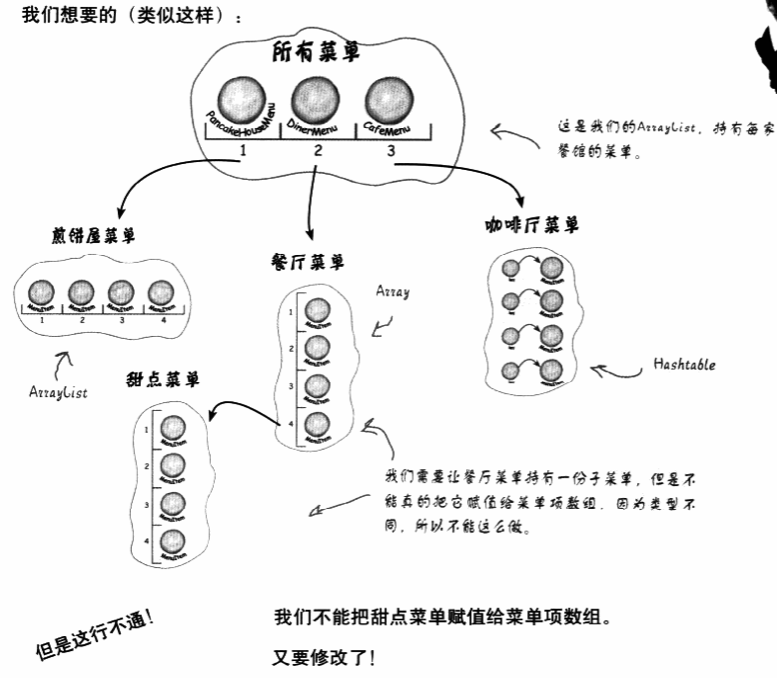 我们想要的（类似这样）：
所有菜单
PancakeHouseMenu
DinerMenu
CafeMenu
1 2 3
这是我们的ArrayList，持有每家
餐馆的菜单。
煎饼屋菜单
MenuItem MenuItem MenuItem MenuItem
1 2 3 4
ArrayList
餐厅菜单
1
MenuItem
2
MenuItem
3
MenuItem
4
MenuItem
Array
咖啡厅菜单
MenuItem
MenuItem
MenuItem
MenuItem
Hashtable
甜点菜单
1
MenuItem
2
MenuItem
3
MenuItem
4
MenuItem
我们需要让餐厅菜单持有一份子菜单，但是不
能真的把它赋值给菜单项数组，因为类型不
同，所以不能这么做。
但是这行不通！
我们不能把甜点菜单赋值给菜单项数组。
又要修改了！